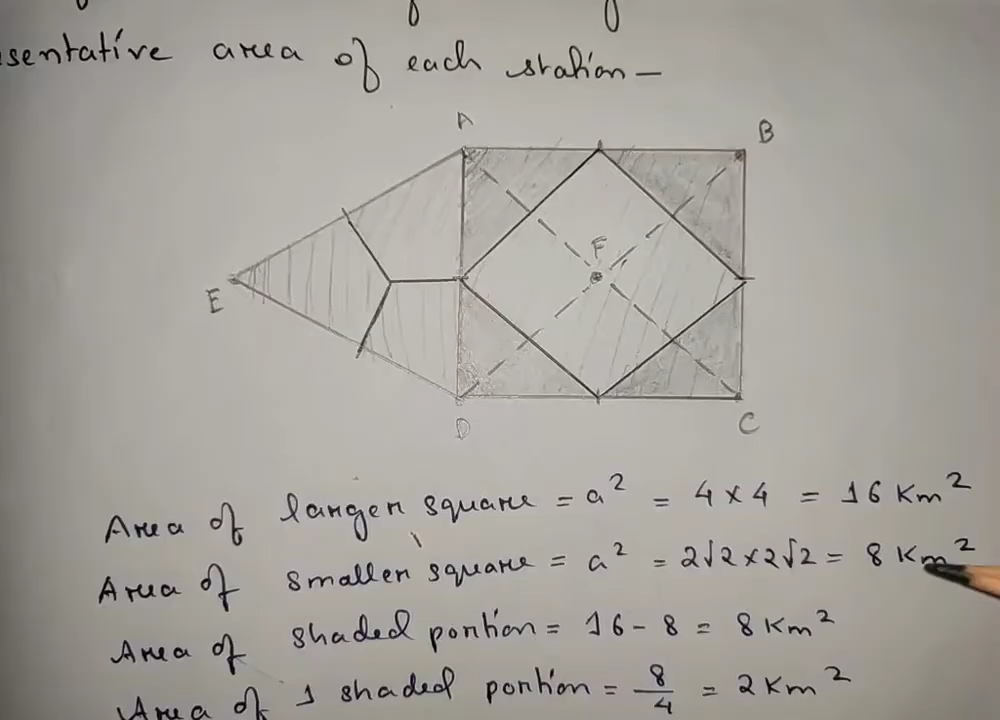 sentative area of each station –
A
B
F
E
D
C
Area of larger square = a² = 4 × 4 = 16 Km²
Area of smaller square = a² = 2√2 × 2√2 = 8 Km²
Area of shaded portion = 16 - 8 = 8 Km²
Area of 1 shaded portion = 8/4 = 2 Km²